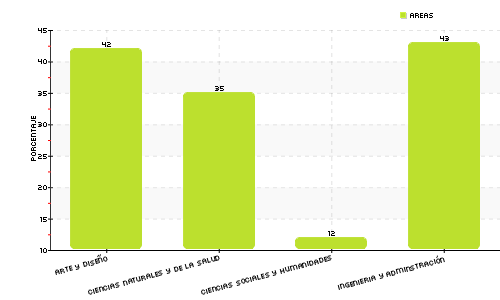 AREAS
PORCENTAJE
45
40
35
30
25
20
15
10
42
35
12
43
ARTE Y DISEÑO
CIENCIAS NATURALES Y DE LA SALUD
CIENCIAS SOCIALES Y HUMANIDADES
INGENIERIA Y ADMINSTRACIÓN